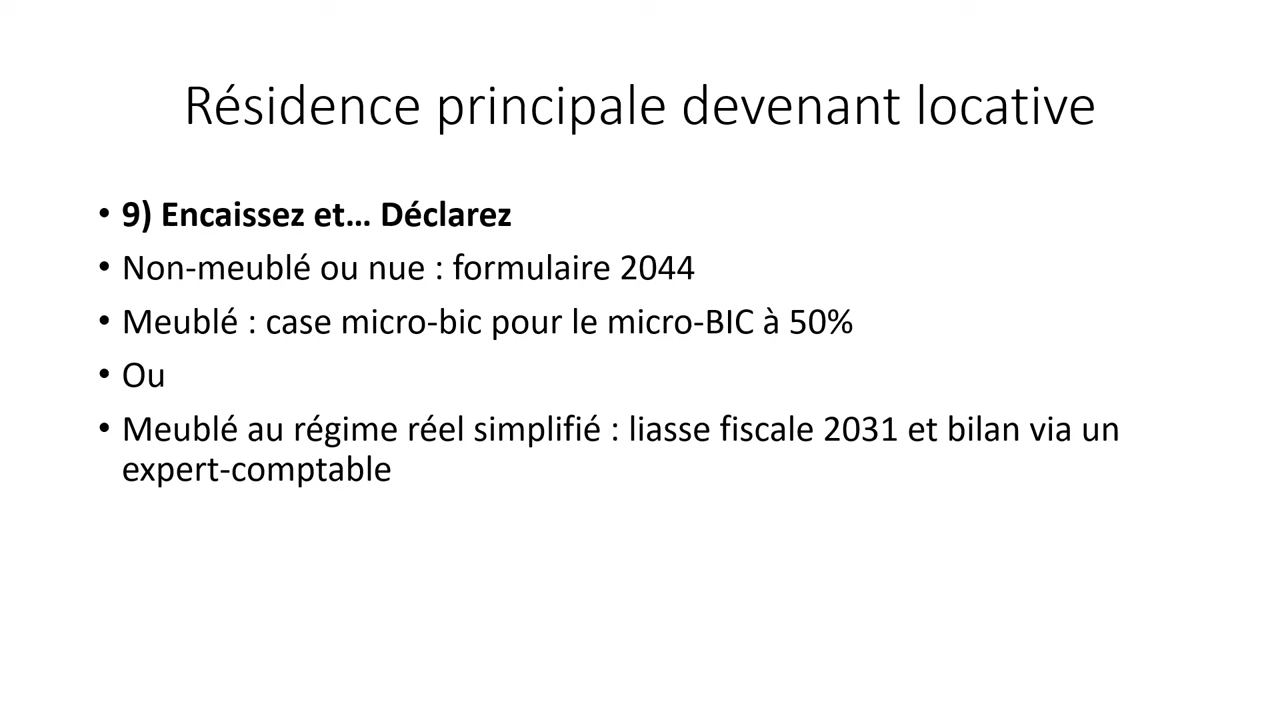 Résidence principale devenant locative
• 9) Encaissez et... Déclarez
• Non-meublé ou nue : formulaire 2044
• Meublé : case micro-bic pour le micro-BIC à 50%
• Ou
• Meublé au régime réel simplifié : liasse fiscale 2031 et bilan via un
expert-comptable